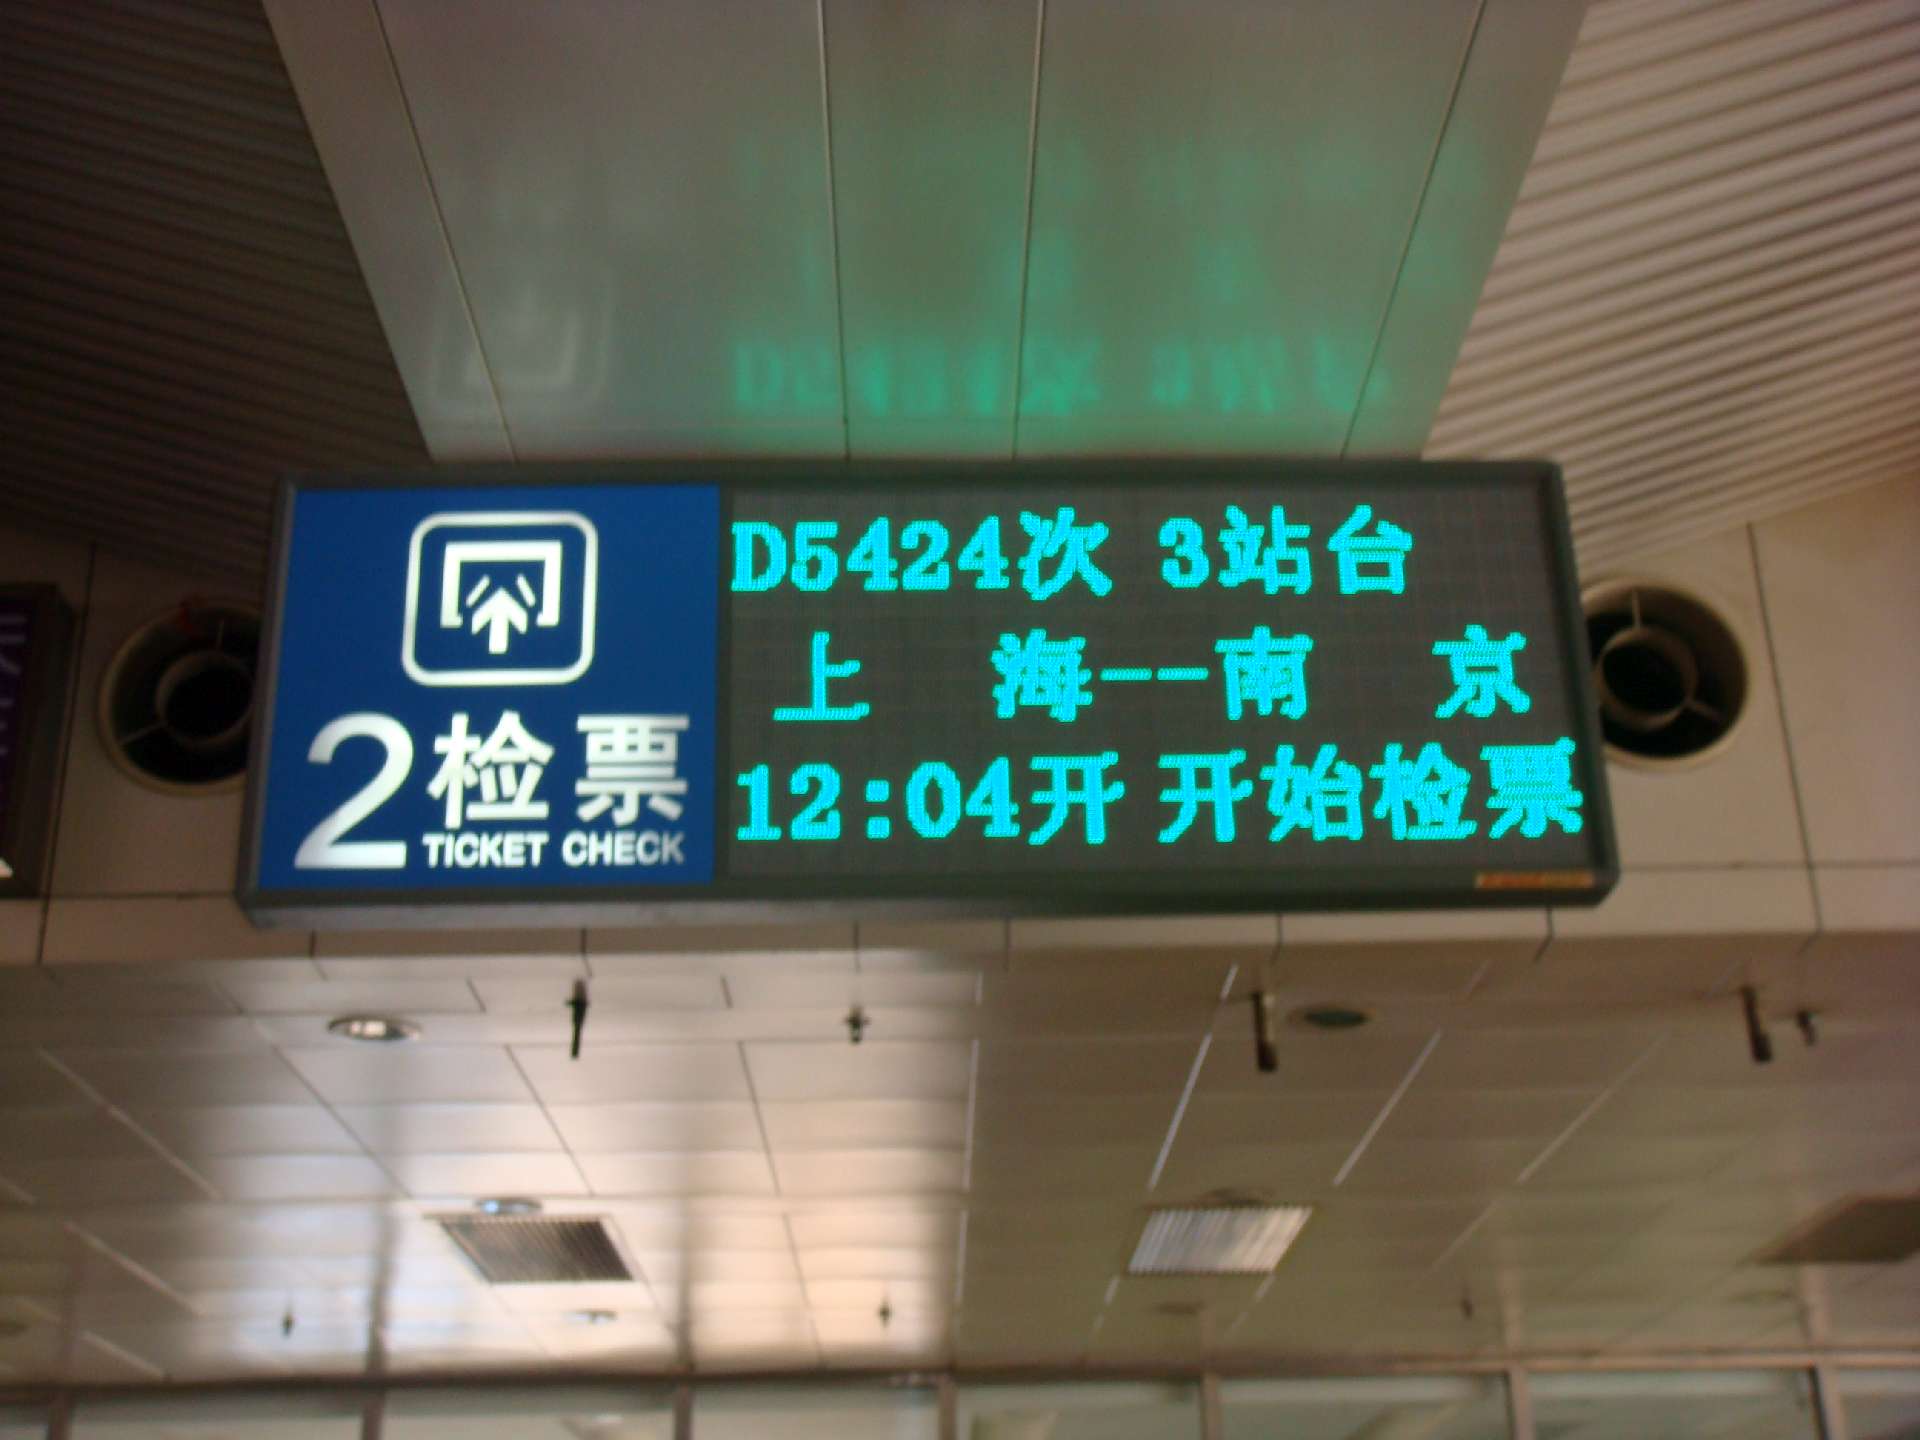 2检票
TICKET CHECK
D5424次 3站台
上 海--南 京
12:04开 开始检票